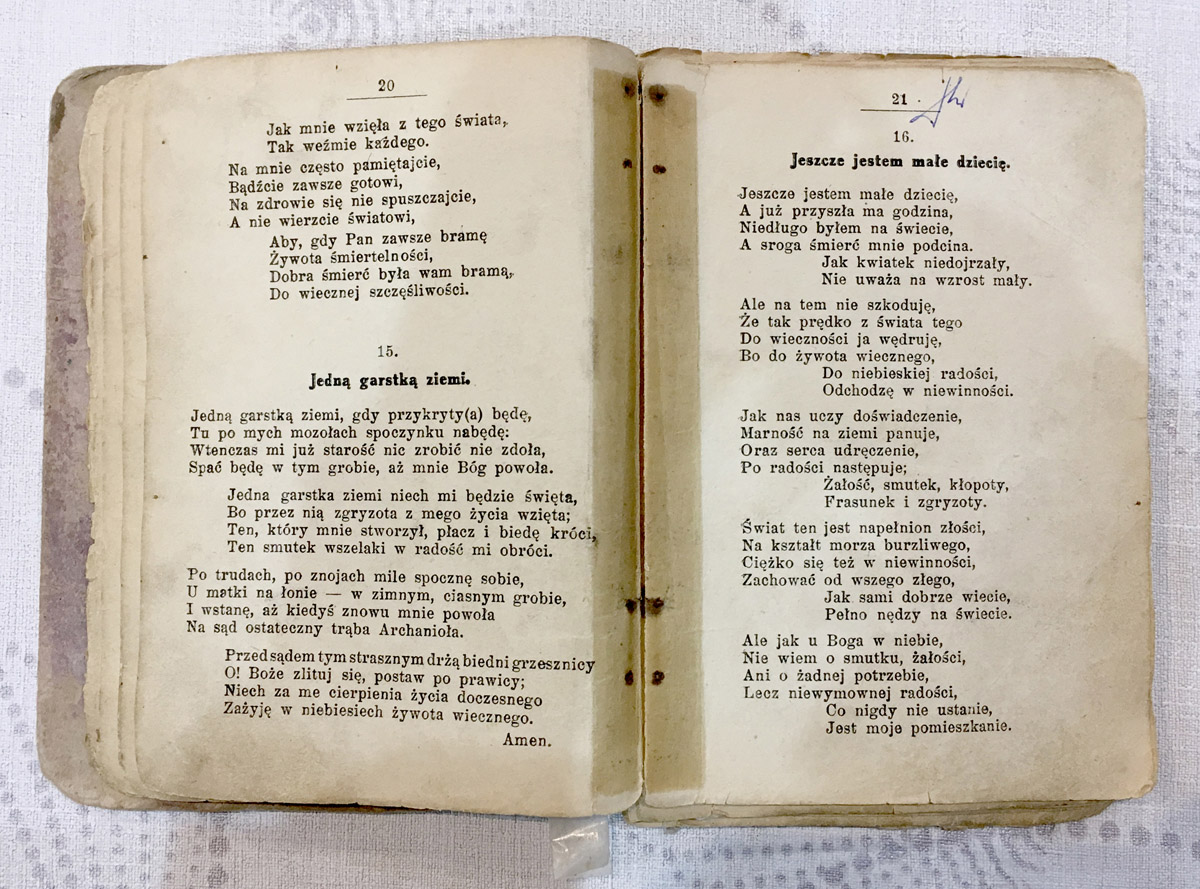 20
Jak mnie wzięła z tego świata,
Tak weźmie każdego.
Na mnie często pamiętajcie,
Bądźcie zawsze gotowi,
Na zdrowie się nie spuszczajcie,
A nie wierzcie światowi,
Aby, gdy Pan zawsze bramę
Żywota śmiertelności,
Dobra śmierć była wam bramą,
Do wiecznej szczęśliwości.
15.
Jedną garstką ziemi.
Jedną garstką ziemi, gdy przykryty(a) będę,
Tu po mych mozołach spoczynku nabędę:
Wtenczas mi już starość nic zrobić nie zdoła,
Spać będę w tym grobie, aż mnie Bóg powoła.
Jedna garstka ziemi niech mi będzie święta,
Bo przez nią zgryzota z mego życia wzięta;
Ten, który mnie stworzył, płacz i biedę króci,
Ten smutek wszelaki w radość mi obróci.
Po trudach, po znojach mile spocznę sobie,
U matki na łonie — w zimnym, ciasnym grobie,
I wstanę, aż kiedyś znowu mnie powoła
Na sąd ostateczny trąba Archanioła.
Przed sądem tym strasznym drżą biedni grzesznicy
O! Boże zlituj się, postaw po prawicy;
Niech za me cierpienia życia doczesnego
Zażyję w niebiesiech żywota wiecznego.
Amen.
21
16.
Jeszcze jestem małe dziecię.
Jeszcze jestem małe dziecię,
A już przyszła ma godzina,
Niedługo byłem na świecie,
A sroga śmierć mnie podcina.
Jak kwiatek niedojrzały,
Nie uważa na wzrost mały.
Ale na tem nie szkoduję,
Że tak prędko z świata tego
Do wieczności ja wędruję,
Bo do żywota wiecznego,
Do niebieskiej radości,
Odchodzę w niewinności.
Jak nas uczy doświadczenie,
Marność na ziemi panuje,
Oraz serca udręczenie,
Po radości następuje;
Żałość, smutek, kłopoty,
Frasunek i zgryzoty.
Świat ten jest napełnion złości,
Na kształt morza burzliwego,
Ciężko się też w niewinności,
Zachować od wszego złego,
Jak sami dobrze wiecie,
Pełno nędzy na świecie.
Ale jak u Boga w niebie,
Nie wiem o smutku, żałości,
Ani o żadnej potrzebie,
Lecz niewymownej radości,
Co nigdy nie ustanie,
Jest moje pomieszkanie.